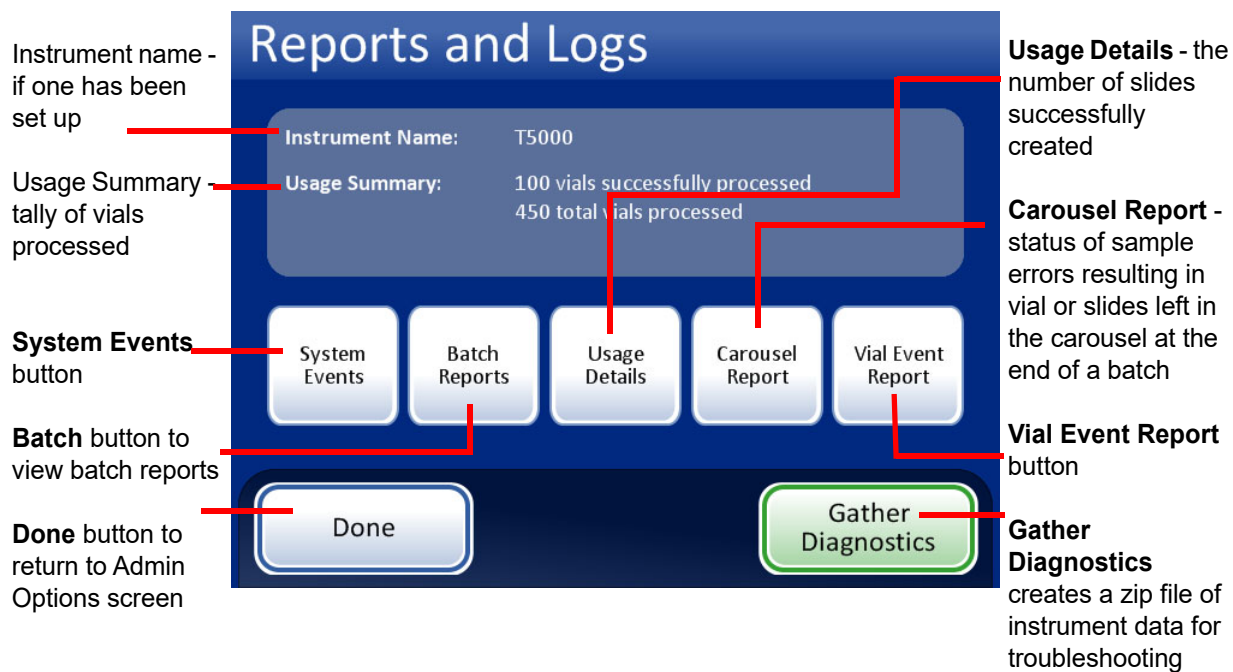 Reports and Logs
Instrument name -
if one has been
set up
Usage Summary -
tally of vials
processed
System Events
button
Batch button to
view batch reports
Done button to
return to Admin
Options screen
Instrument Name: T5000
Usage Summary: 100 vials successfully processed
450 total vials processed
System
Events
Batch
Reports
Usage
Details
Carousel
Report
Vial Event
Report
Done
Gather
Diagnostics
Usage Details - the
number of slides
successfully
created
Carousel Report -
status of sample
errors resulting in
vial or slides left in
the carousel at the
end of a batch
Vial Event Report
button
Gather
Diagnostics
creates a zip file of
instrument data for
troubleshooting